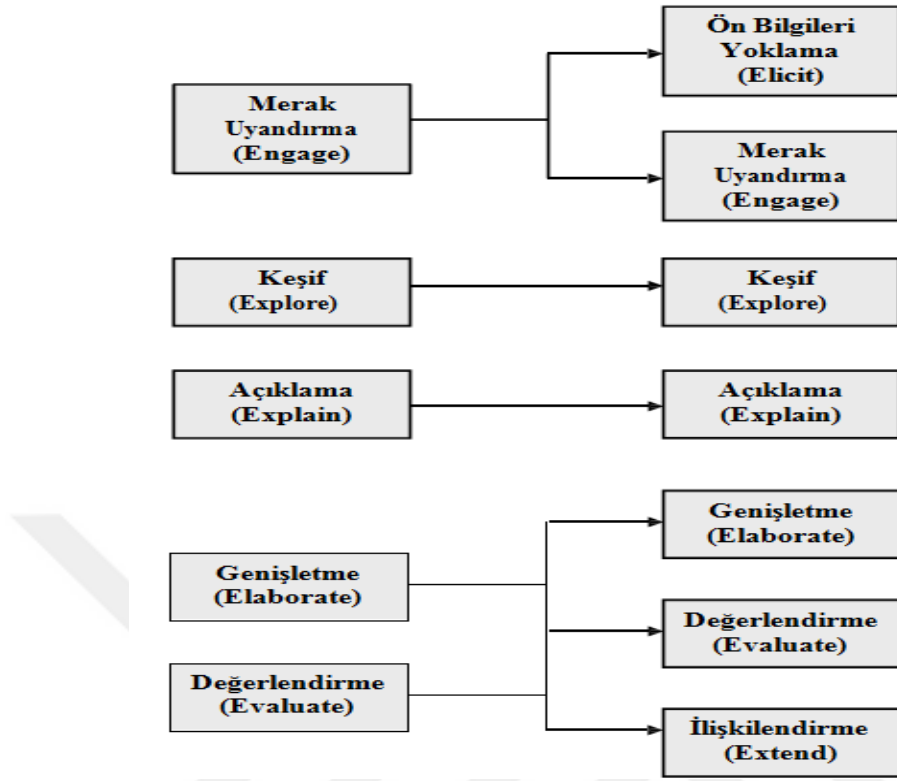 Ön Bilgileri
Yoklama
(Elicit)
Merak
Uyandırma
(Engage)
Merak
Uyandırma
(Engage)
Keşif
(Explore)
Keşif
(Explore)
Açıklama
(Explain)
Açıklama
(Explain)
Genişletme
(Elaborate)
Genişletme
(Elaborate)
Değerlendirme
(Evaluate)
Değerlendirme
(Evaluate)
İlişkilendirme
(Extend)